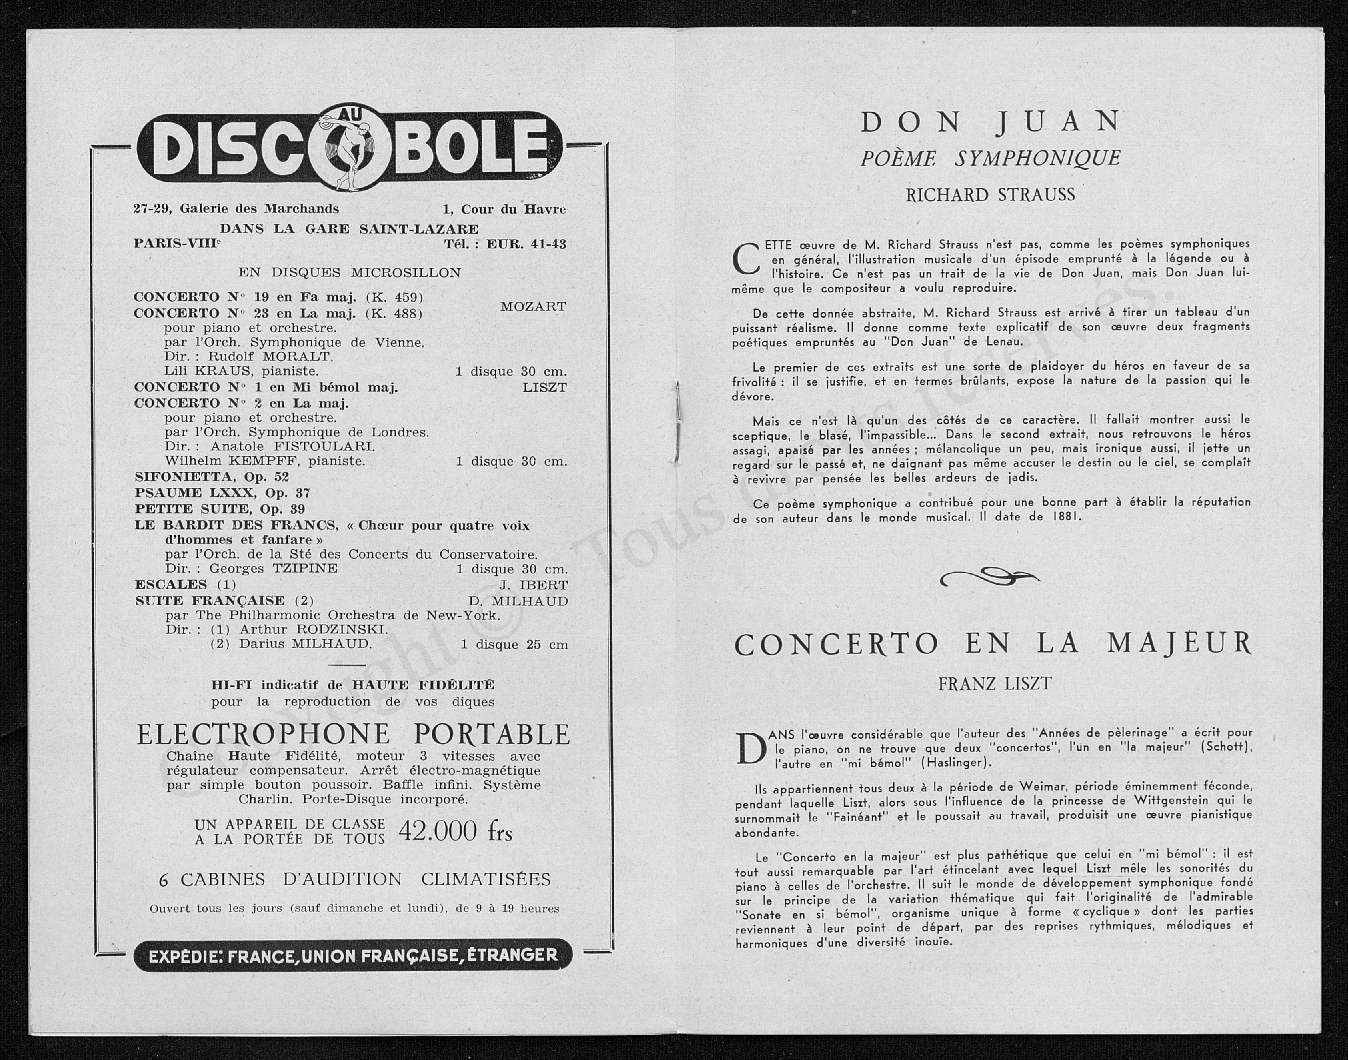 AU
DISCOBOLE
27-29, Galerie des Marchands 1, Cour du Havre
DANS LA GARE SAINT-LAZARE
PARIS-VIIIe Tél. : EUR. 41-43
EN DISQUES MICROSILLON
CONCERTO No 19 en Fa maj. (K. 459)
CONCERTO No 23 en La maj. (K. 488) MOZART
pour piano et orchestre.
par l'Orch. Symphonique de Vienne.
Dir. : Rudolf MORALT.
Lili KRAUS, pianiste. 1 disque 30 cm.
CONCERTO No 1 en Mi bémol maj. LISZT
CONCERTO No 2 en La maj.
pour piano et orchestre.
par l'Orch. Symphonique de Londres.
Dir. : Anatole FISTOULARI.
Wilhelm KEMPFF, pianiste. 1 disque 30 cm.
SIFONIETTA, Op. 52
PSAUME LXXX, Op. 37
PETITE SUITE, Op. 39
LE BARDIT DES FRANCS, « Chœur pour quatre voix
d'hommes et fanfare »
par l'Orch. de la Sté des Concerts du Conservatoire.
Dir. : Georges TZIPINE 1 disque 30 cm.
ESCALES (1) J. IBERT
SUITE FRANÇAISE (2) D. MILHAUD
par The Philharmonic Orchestra de New-York.
Dir. : (1) Arthur RODZINSKI.
(2) Darius MILHAUD. 1 disque 25 cm
HI-FI indicatif de HAUTE FIDÉLITÉ
pour la reproduction de vos diques
ELECTROPHONE PORTABLE
Chaîne Haute Fidélité, moteur 3 vitesses avec
régulateur compensateur. Arrêt électro-magnétique
par simple bouton poussoir. Baffle infini. Système
Charlin. Porte-Disque incorporé.
UN APPAREIL DE CLASSE
A LA PORTÉE DE TOUS 42.000 frs
6 CABINES D'AUDITION CLIMATISÉES
Ouvert tous les jours (sauf dimanche et lundi), de 9 à 19 heures
EXPÉDIE: FRANCE, UNION FRANÇAISE, ÉTRANGER
DON JUAN
POÈME SYMPHONIQUE
RICHARD STRAUSS
CETTE œuvre de M. Richard Strauss n'est pas, comme les poèmes symphoniques
en général, l'illustration musicale d'un épisode emprunté à la légende ou à
l'histoire. Ce n'est pas un trait de la vie de Don Juan, mais Don Juan lui-
même que le compositeur a voulu reproduire.
De cette donnée abstraite, M. Richard Strauss est arrivé à tirer un tableau d'un
puissant réalisme. Il donne comme texte explicatif de son œuvre deux fragments
poétiques empruntés au "Don Juan" de Lenau.
Le premier de ces extraits est une sorte de plaidoyer du héros en faveur de sa
frivolité : il se justifie, et en termes brûlants, expose la nature de la passion qui le
dévore.
Mais ce n'est là qu'un des côtés de ce caractère. Il fallait montrer aussi le
sceptique, le blasé, l'impassible... Dans le second extrait, nous retrouvons le héros
assagi, apaisé par les années ; mélancolique un peu, mais ironique aussi, il jette un
regard sur le passé et, ne daignant pas même accuser le destin ou le ciel, se complaît
à revivre par pensée les belles ardeurs de jadis.
Ce poème symphonique a contribué pour une bonne part à établir la réputation
de son auteur dans le monde musical. Il date de 1881.
CONCERTO EN LA MAJEUR
FRANZ LISZT
DANS l'œuvre considérable que l'auteur des "Années de pèlerinage" a écrit pour
le piano, on ne trouve que deux "concertos", l'un en "la majeur" (Schott),
l'autre en "mi bémol" (Haslinger).
Ils appartiennent tous deux à la période de Weimar, période éminemment féconde,
pendant laquelle Liszt, alors sous l'influence de la princesse de Wittgenstein qui le
surnommait le "Fainéant" et le poussait au travail, produisit une œuvre pianistique
abondante.
Le "Concerto en la majeur" est plus pathétique que celui en "mi bémol" : il est
tout aussi remarquable par l'art étincelant avec lequel Liszt mêle les sonorités du
piano à celles de l'orchestre. Il suit le monde de développement symphonique fondé
sur le principe de la variation thématique qui fait l'originalité de l'admirable
"Sonate en si bémol", organisme unique à forme « cyclique » dont les parties
reviennent à leur point de départ, par des reprises rythmiques, mélodiques et
harmoniques d'une diversité inouïe.
Copyright © Tous droits réservés.